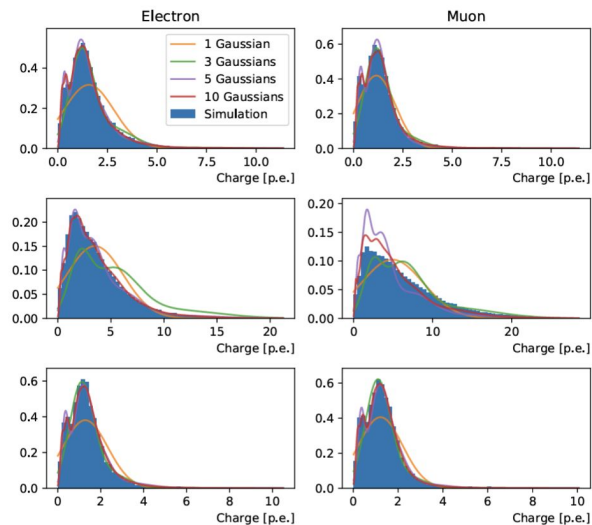 Electron
Muon
0.4
0.2
0.0
0.0 2.5 5.0 7.5 10.0
Charge [p.e.]
1 Gaussian
3 Gaussians
5 Gaussians
10 Gaussians
Simulation
0.6
0.4
0.2
0.0
0.0 2.5 5.0 7.5 10.0
Charge [p.e.]
0.20
0.15
0.10
0.05
0.00
0 5 10 15 20
Charge [p.e.]
0.20
0.15
0.10
0.05
0.00
0 10 20
Charge [p.e.]
0.6
0.4
0.2
0.0
0 2 4 6 8 10
Charge [p.e.]
0.6
0.4
0.2
0.0
0 2 4 6 8 10
Charge [p.e.]